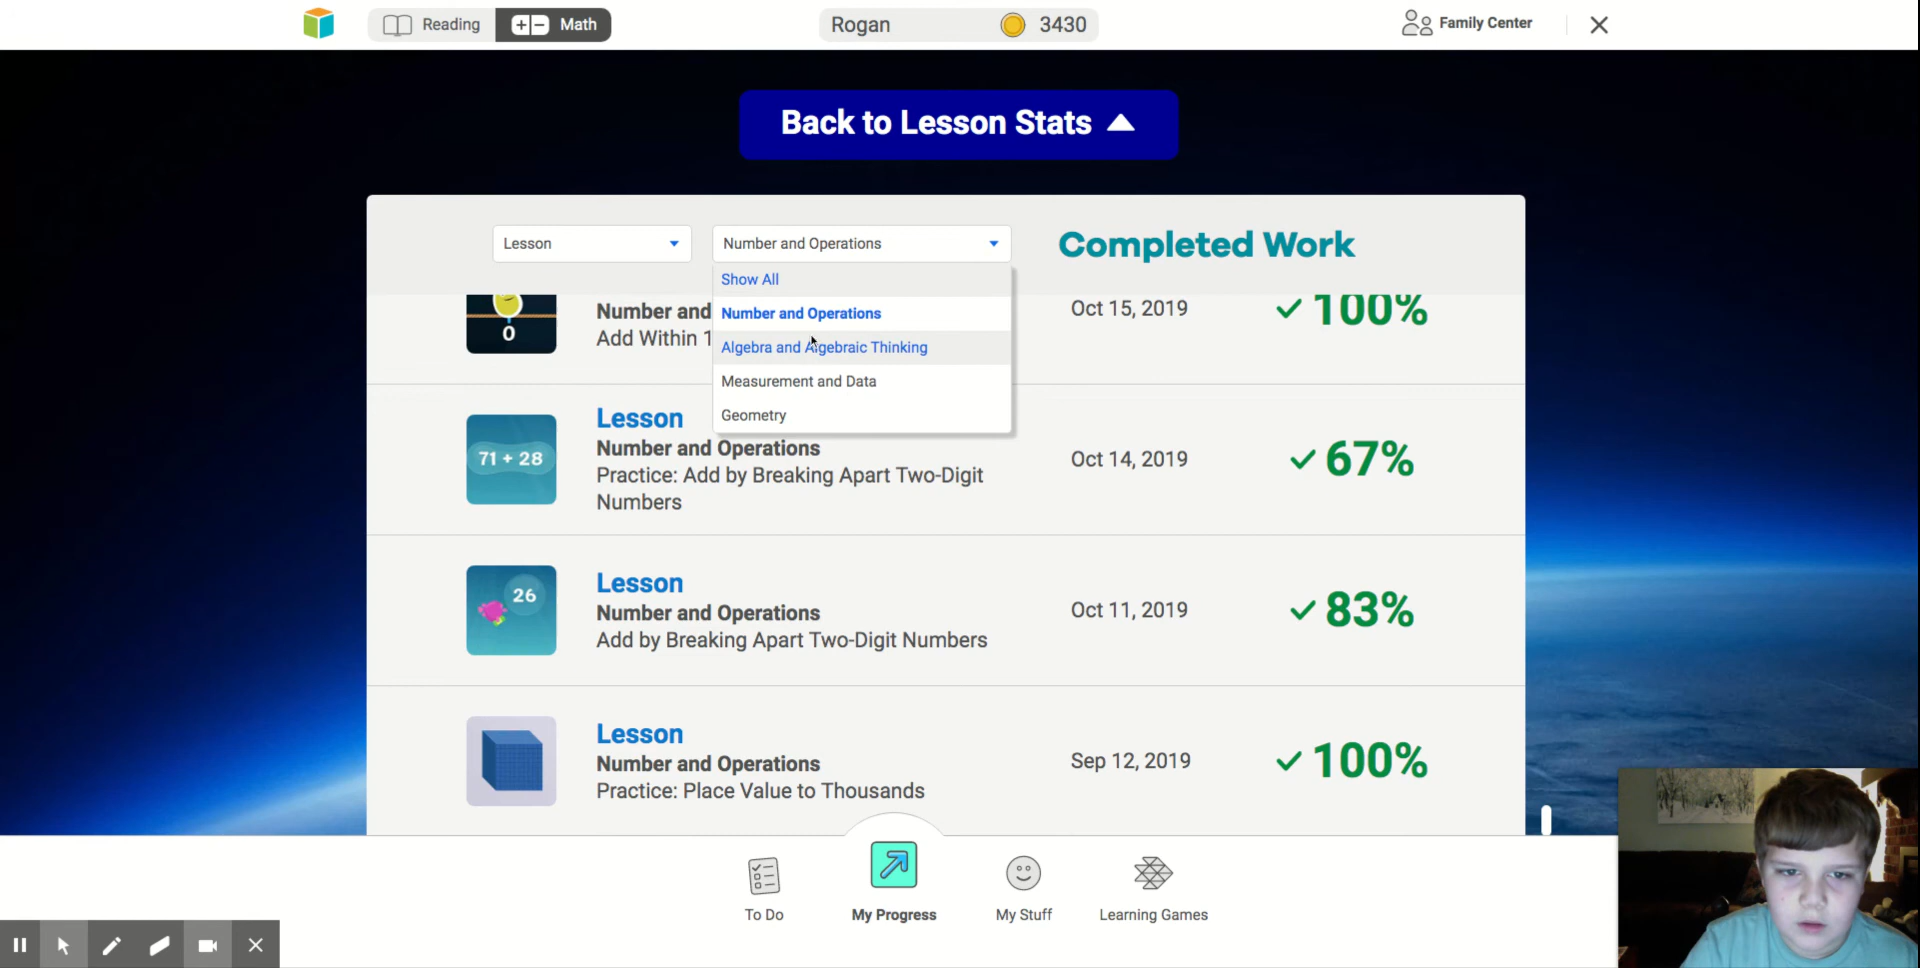 Reading
Math
Rogan
3430
Family Center
Back to Lesson Stats
Lesson
Number and Operations
Completed Work
Show All
Number and Operations
Algebra and Algebraic Thinking
Measurement and Data
Geometry
0
Number and
Add Within 1
Oct 15, 2019
100%
71 + 28
Lesson
Number and Operations
Practice: Add by Breaking Apart Two-Digit
Numbers
Oct 14, 2019
67%
26
Lesson
Number and Operations
Add by Breaking Apart Two-Digit Numbers
Oct 11, 2019
83%
Lesson
Number and Operations
Practice: Place Value to Thousands
Sep 12, 2019
100%
To Do
My Progress
My Stuff
Learning Games